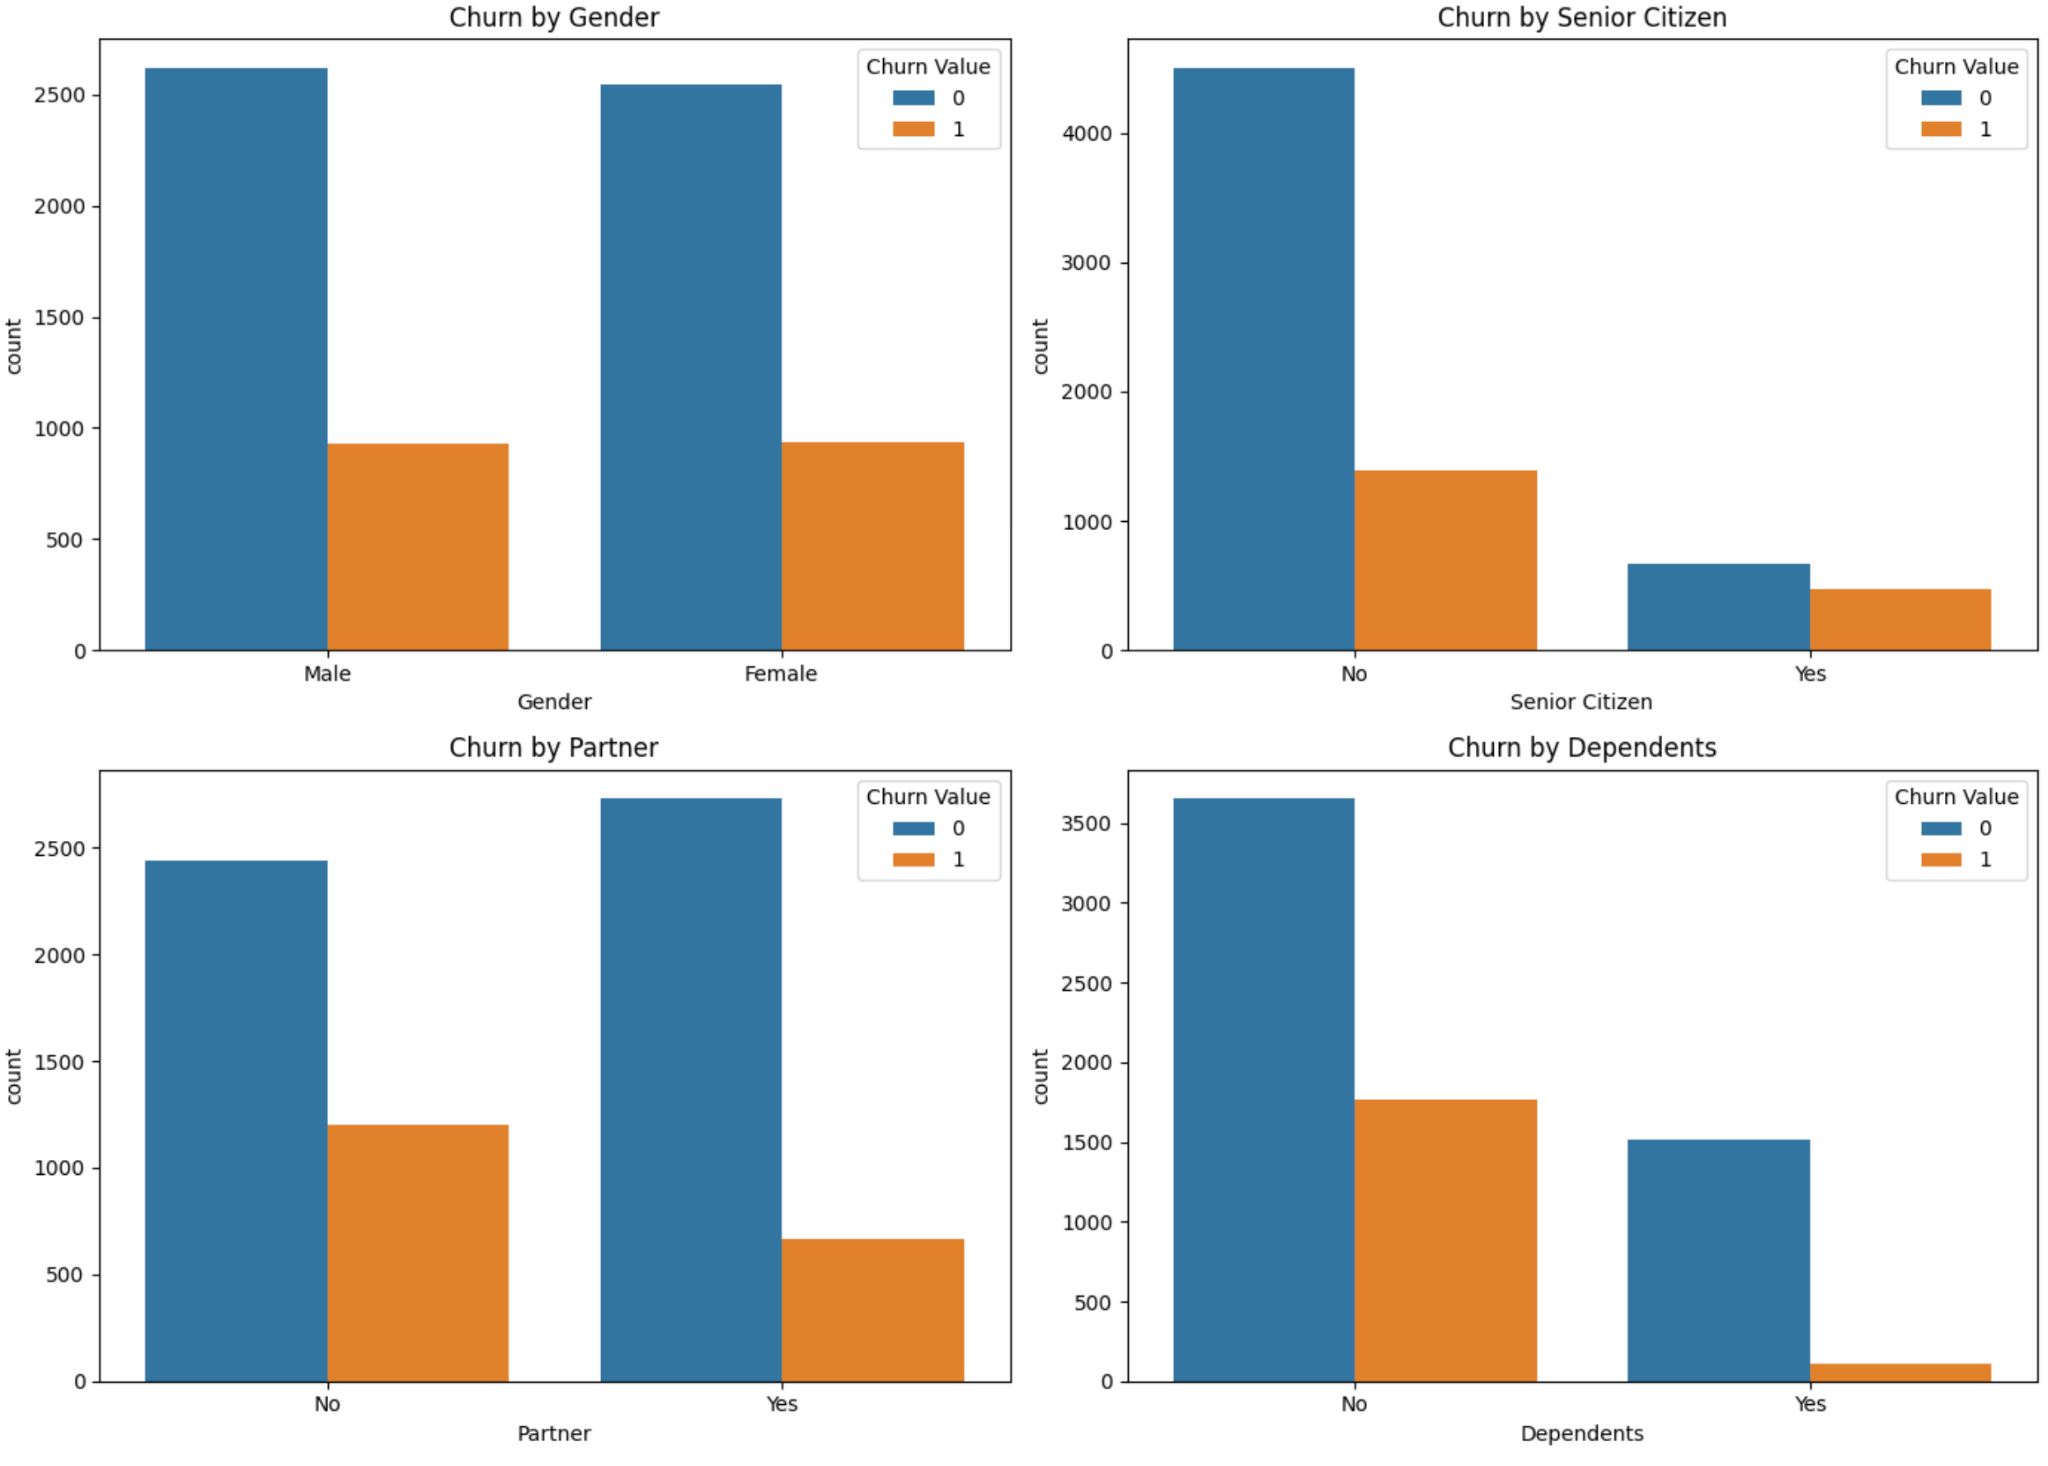 Churn by Gender
Churn Value
0
1
2500
2000
1500
1000
500
0
count
Male
Female
Gender
Churn by Senior Citizen
Churn Value
0
1
4000
3000
2000
1000
0
count
No
Yes
Senior Citizen
Churn by Partner
Churn Value
0
1
2500
2000
1500
1000
500
0
count
No
Yes
Partner
Churn by Dependents
Churn Value
0
1
3500
3000
2500
2000
1500
1000
500
0
count
No
Yes
Dependents